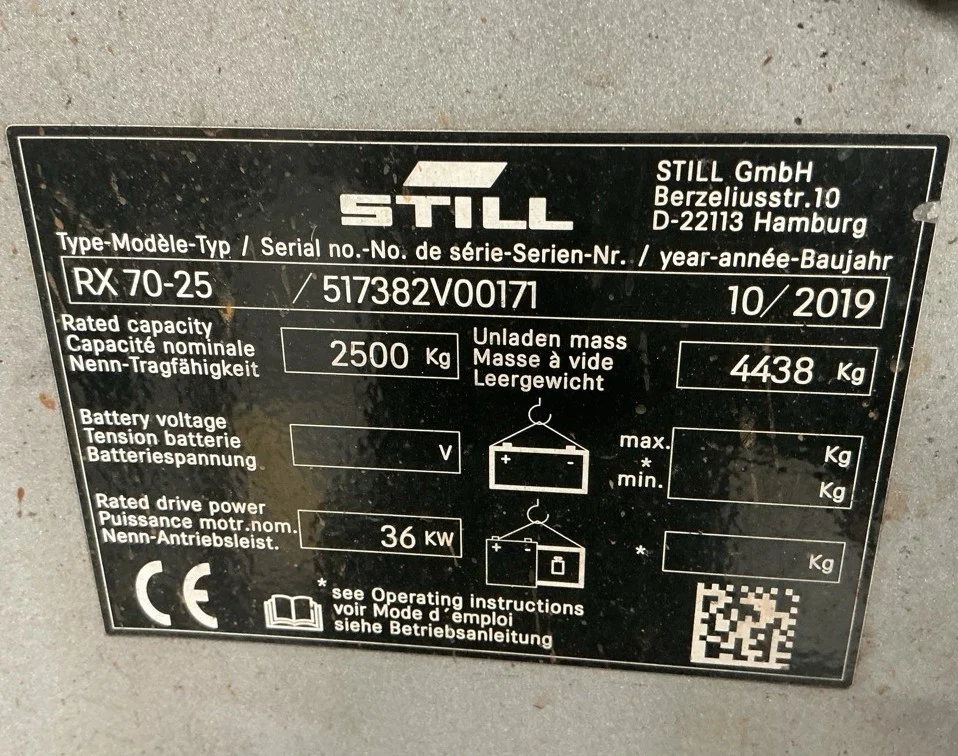 STILL
STILL GmbH
Berzeliusstr.10
D-22113 Hamburg
Type-Modèle-Typ / Serial no.-No. de série-Serien-Nr. / year-année-Baujahr
RX 70-25 / 517382V00171 10/ 2019
Rated capacity
Capacité nominale
Nenn-Tragfähigkeit
2500 Kg
Unladen mass
Masse à vide
Leergewicht
4438 Kg
Battery voltage
Tension batterie
Batteriespannung
V
+ -
max.
*
min.
Kg
Kg
Rated drive power
Puissance motr.nom.
Nenn-Antriebsleist.
36 KW
+ -
*
Kg
CE
* see Operating instructions
voir Mode d'emploi
siehe Betriebsanleitung